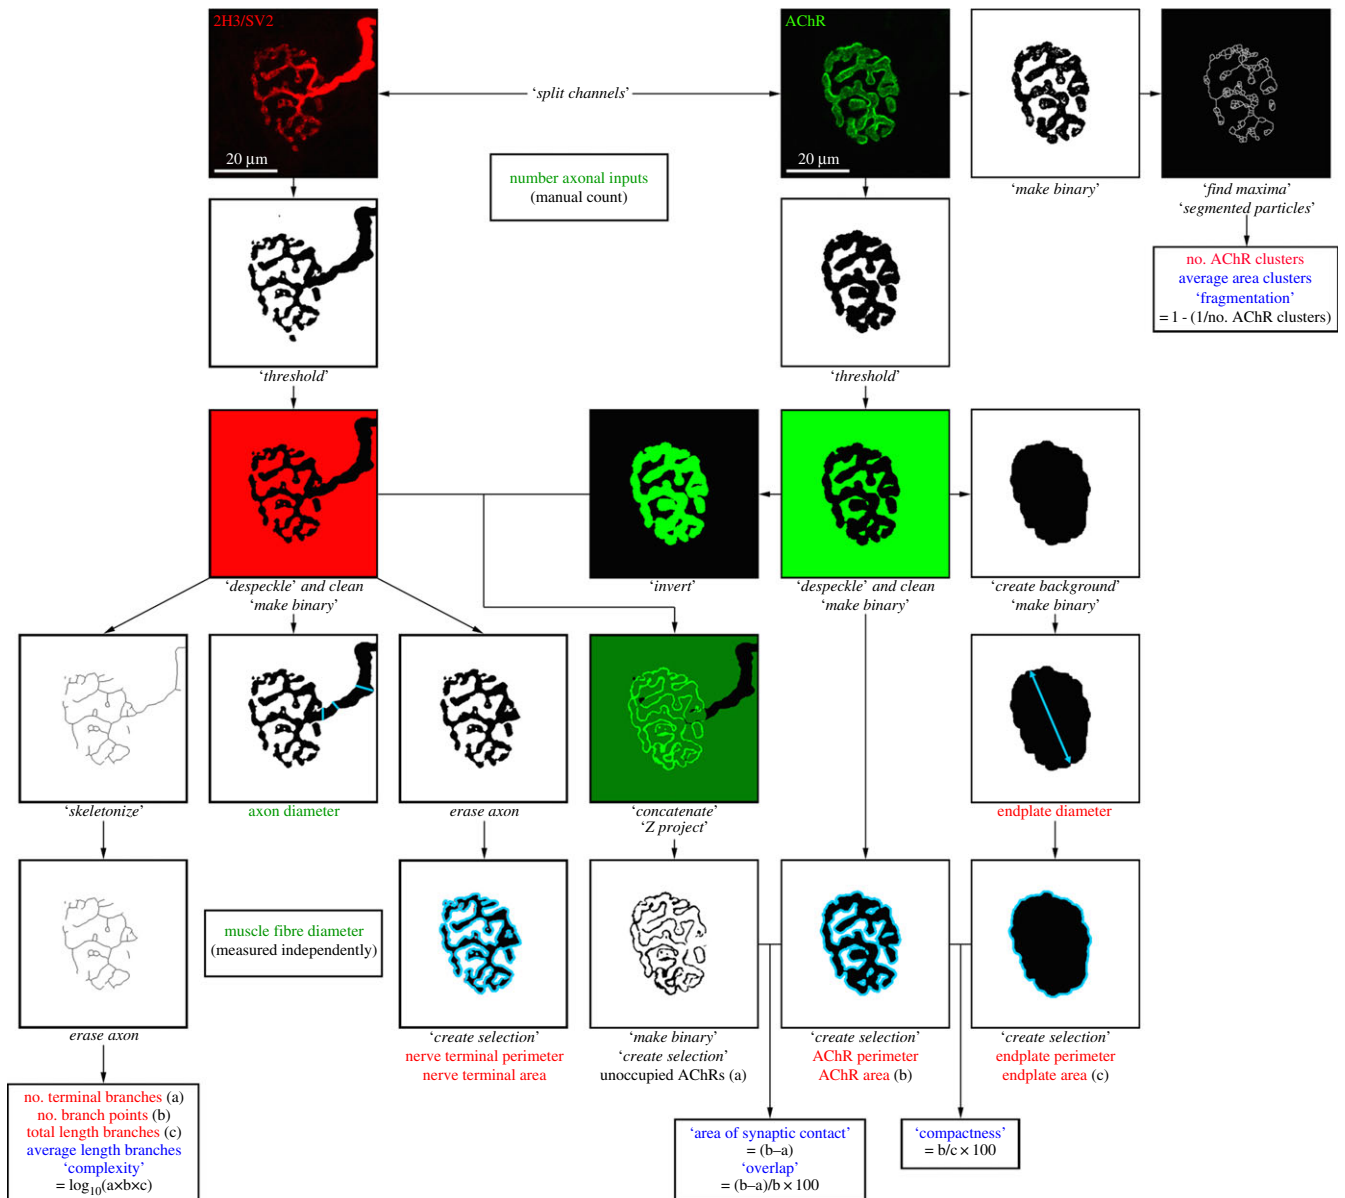 2H3/SV2
AChR
‘split channels’
20 µm
20 µm
number axonal inputs
(manual count)
‘make binary’
‘find maxima’
‘segmented particles’
no. AChR clusters
average area clusters
‘fragmentation’
= 1 - (1/no. AChR clusters)
‘threshold’
‘threshold’
‘despeckle’ and clean
‘make binary’
‘invert’
‘despeckle’ and clean
‘make binary’
‘create background’
‘make binary’
‘skeletonize’
axon diameter
erase axon
‘concatenate’
‘Z project’
endplate diameter
muscle fibre diameter
(measured independently)
erase axon
‘create selection’
nerve terminal perimeter
nerve terminal area
‘make binary’
‘create selection’
unoccupied AChRs (a)
‘create selection’
AChR perimeter
AChR area (b)
‘create selection’
endplate perimeter
endplate area (c)
no. terminal branches (a)
no. branch points (b)
total length branches (c)
average length branches
‘complexity’
= log10(a×b×c)
‘area of synaptic contact’
= (b–a)
‘overlap’
= (b–a)/b × 100
‘compactness’
= b/c × 100